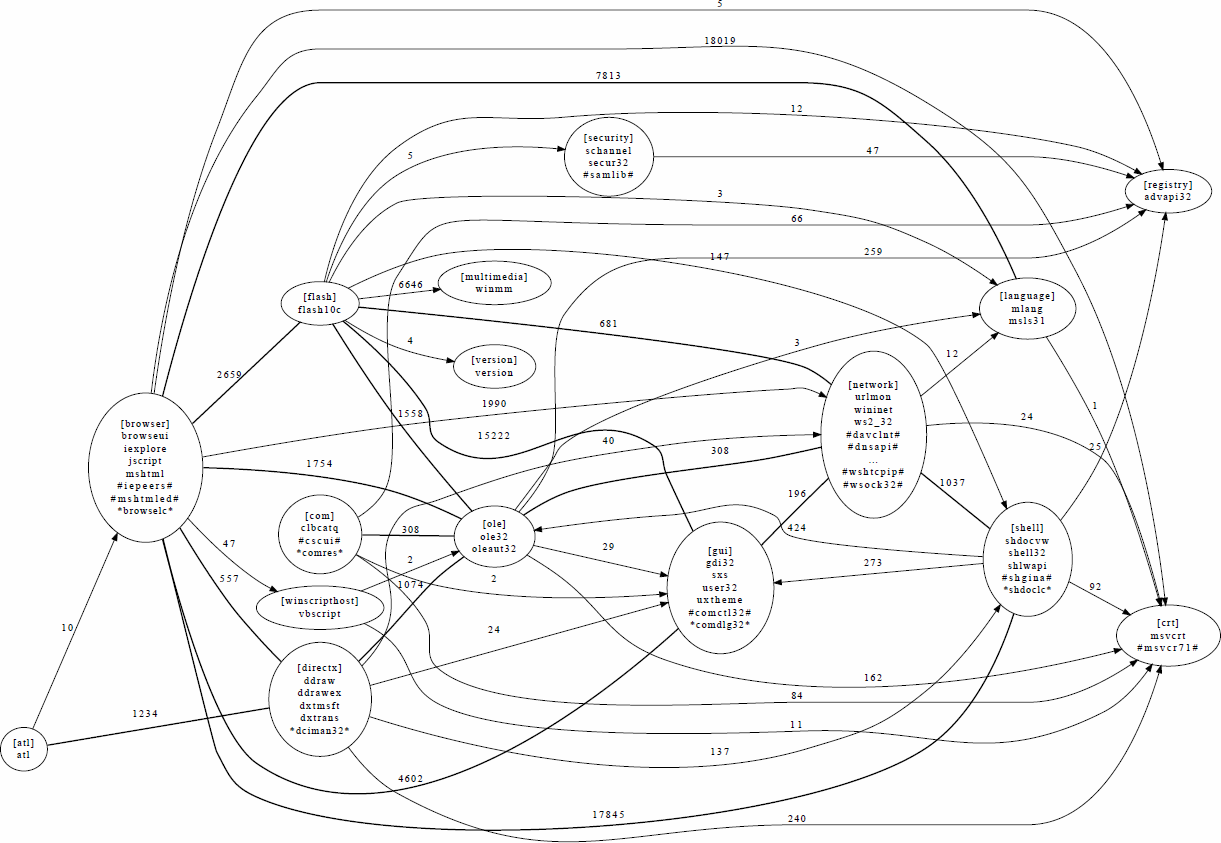 5
18019
7813
12
[security]
schannel
secur32
#samlib#
5
47
[registry]
advapi32
3
66
147
259
[multimedia]
winmm
6646
[flash]
flash10c
[language]
mlang
msls31
681
4
3
[version]
version
12
2659
1990
1558
[network]
urlmon
wininet
ws2_32
#davclnt#
#dnsapi#
...
#wshtcpip#
#wsock32#
24
1
[browser]
browseui
iexplore
jscript
mshtml
#iepeers#
#mshtmled#
*browselc*
15222
40
308
25
1754
1037
196
[com]
clbcatq
#cscui#
*comres*
308
[ole]
ole32
oleaut32
424
[shell]
shdocvw
shell32
shlwapi
#shgina#
*shdoclc*
47
29
273
[gui]
gdi32
sxs
user32
uxtheme
#comctl32#
*comdlg32*
2
557
1074
2
92
[winscripthost]
vbscript
10
24
[crt]
msvcrt
#msvcr71#
[directx]
ddraw
ddrawex
dxtmsft
dxtrans
*dciman32*
162
84
1234
11
[atl]
atl
137
4602
17845
240